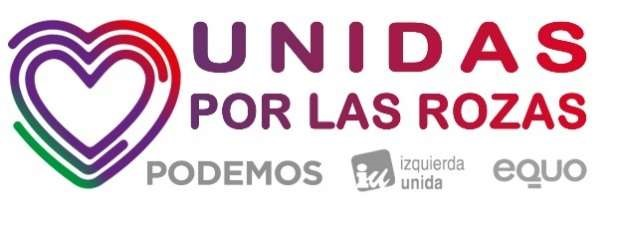 UNIDAS
POR LAS ROZAS
PODEMOS iu izquierda unida equo